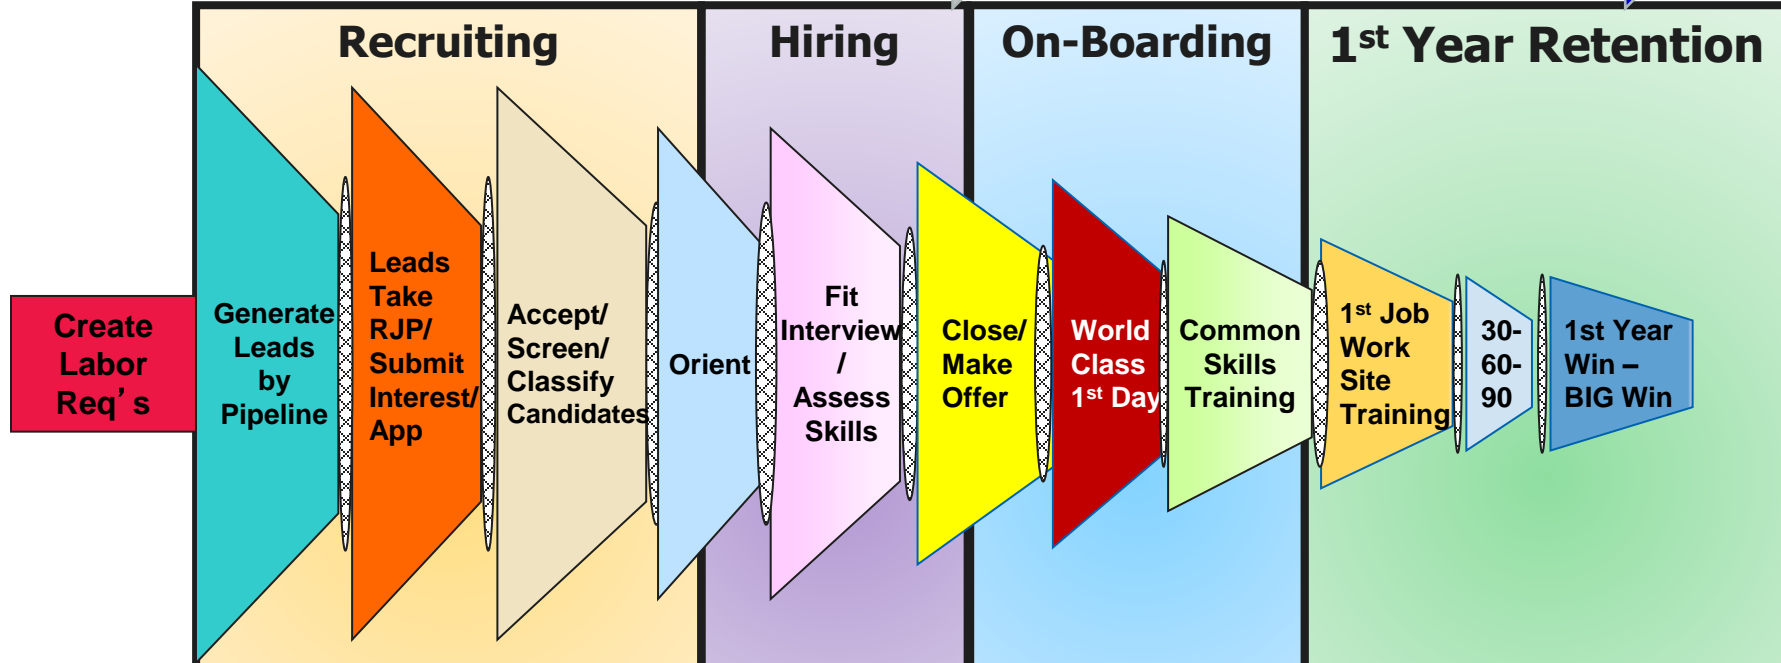 Recruiting
Hiring
On-Boarding
1st Year Retention
Create
Labor
Req's
Generate
Leads
by
Pipeline
Leads
Take
RJP/
Submit
Interest/
App
Accept/
Screen/
Classify
Candidates
Orient
Fit
Interview
/
Assess
Skills
Close/
Make
Offer
World
Class
1st Day
Common
Skills
Training
1st Job
Work
Site
Training
30-
60-
90
1st Year
Win –
BIG Win